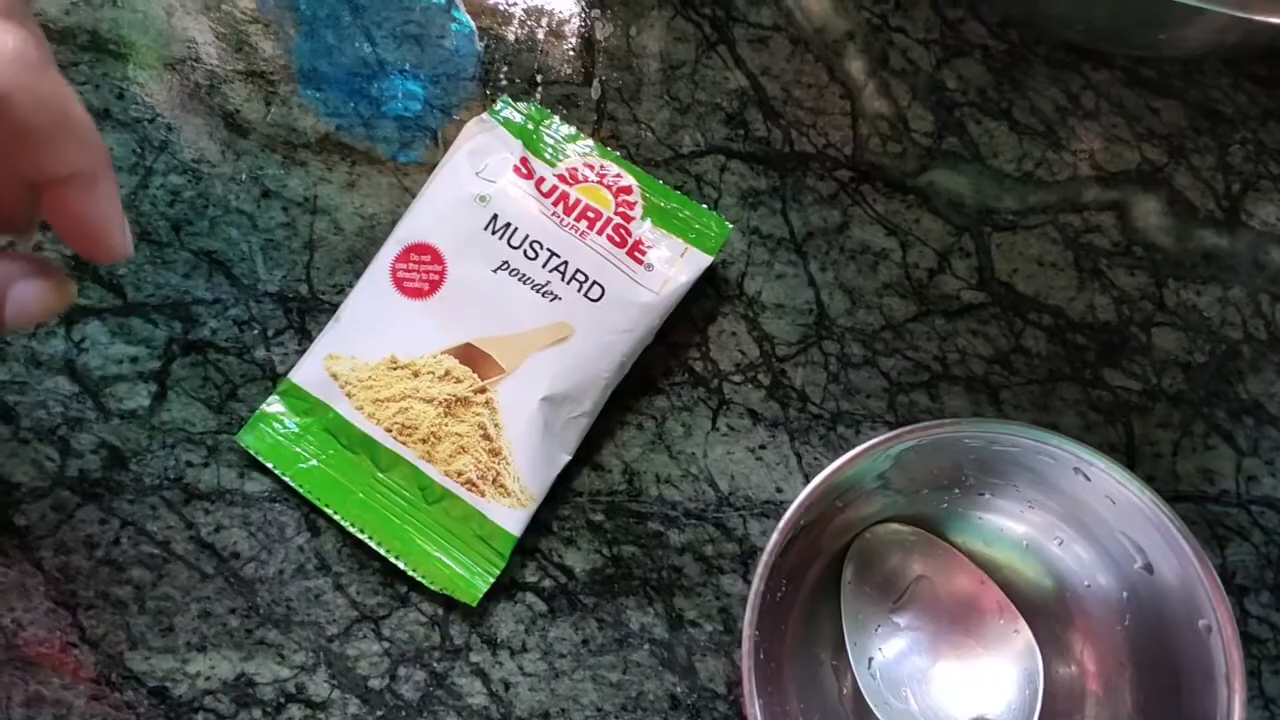 SUNRISE®
PURE
MUSTARD
powder
Do not
use the powder
directly to the
cooking.